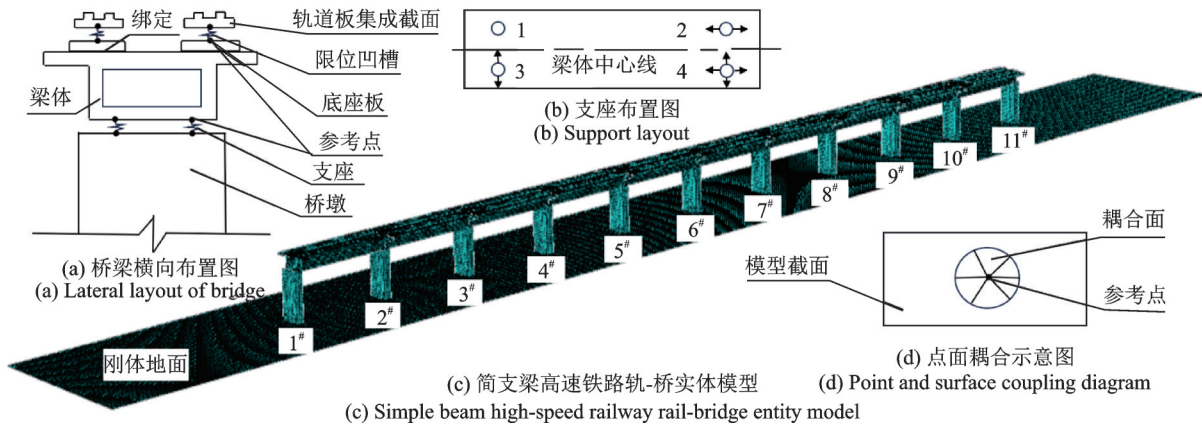 绑定
轨道板集成截面
限位凹槽
梁体
底座板
参考点
支座
桥墩
(a) 桥梁横向布置图
(a) Lateral layout of bridge
1
2
梁体中心线
3
4
(b) 支座布置图
(b) Support layout
1#
2#
3#
4#
5#
6#
7#
8#
9#
10#
11#
刚体地面
(c) 简支梁高速铁路轨-桥实体模型
(c) Simple beam high-speed railway rail-bridge entity model
耦合面
模型截面
参考点
(d) 点面耦合示意图
(d) Point and surface coupling diagram